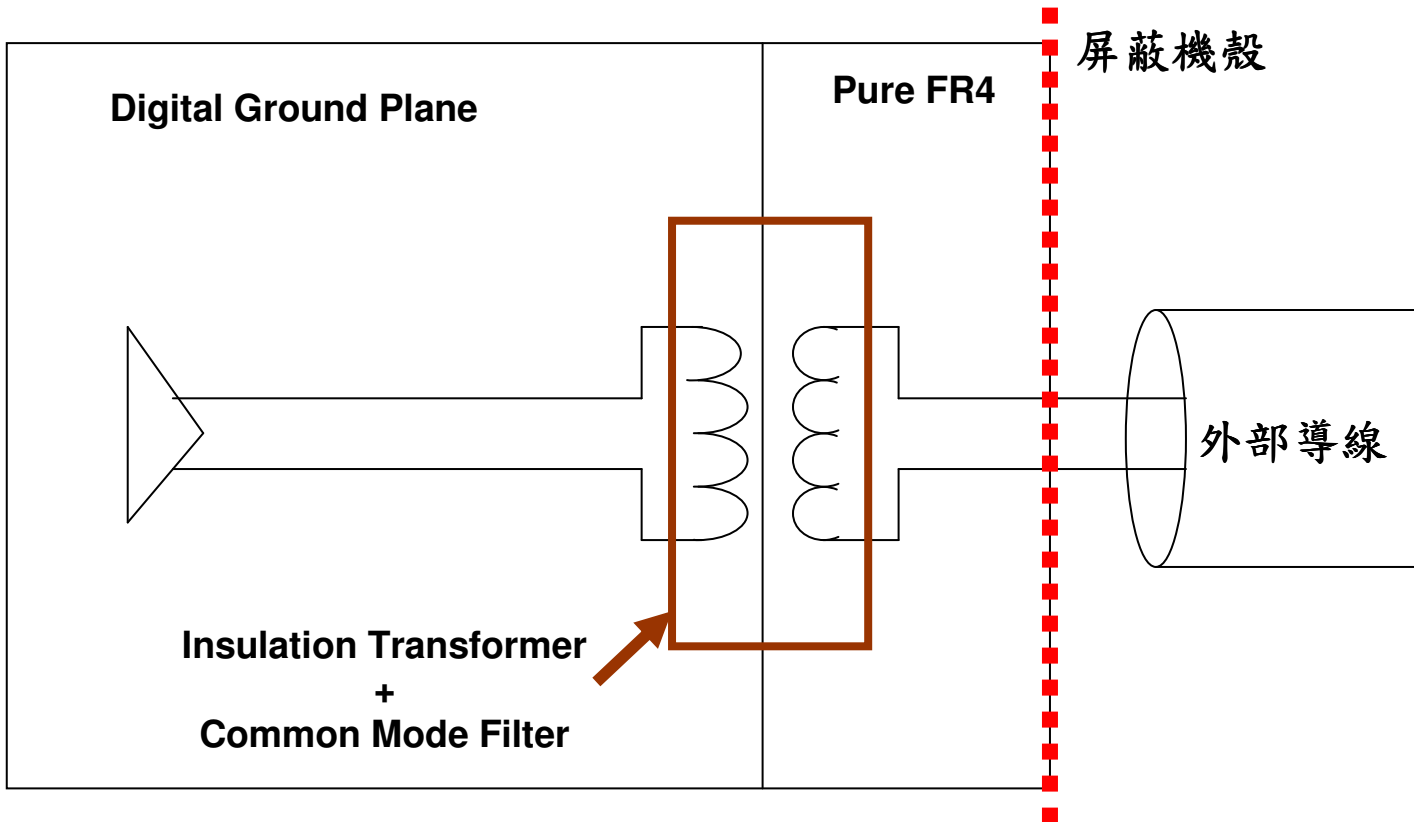 屏蔽機殼
Digital Ground Plane
Pure FR4
外部導線
Insulation Transformer
+
Common Mode Filter